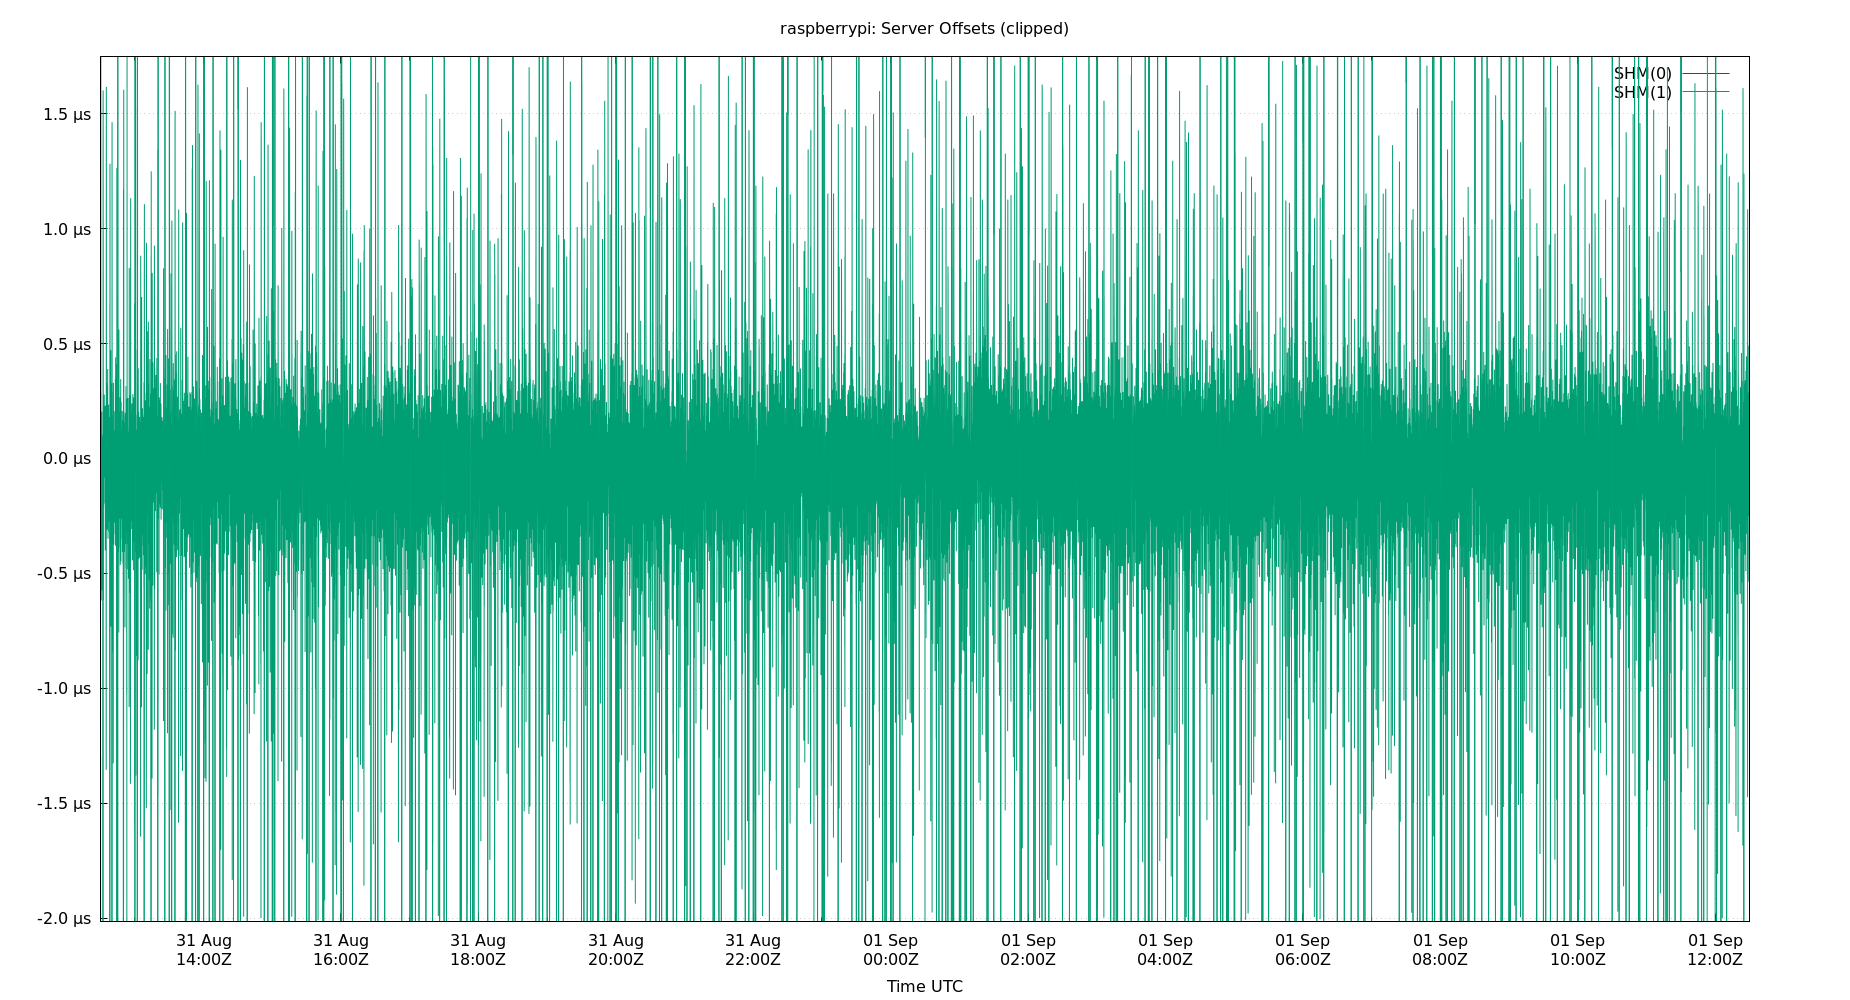 raspberrypi: Server Offsets (clipped)
SHM(0)
SHM(1)
1.5 μs
1.0 μs
0.5 μs
0.0 μs
-0.5 μs
-1.0 μs
-1.5 μs
-2.0 μs
31 Aug 31 Aug 31 Aug 31 Aug 31 Aug 01 Sep 01 Sep 01 Sep 01 Sep 01 Sep 01 Sep 01 Sep
14:00Z 16:00Z 18:00Z 20:00Z 22:00Z 00:00Z 02:00Z 04:00Z 06:00Z 08:00Z 10:00Z 12:00Z
Time UTC